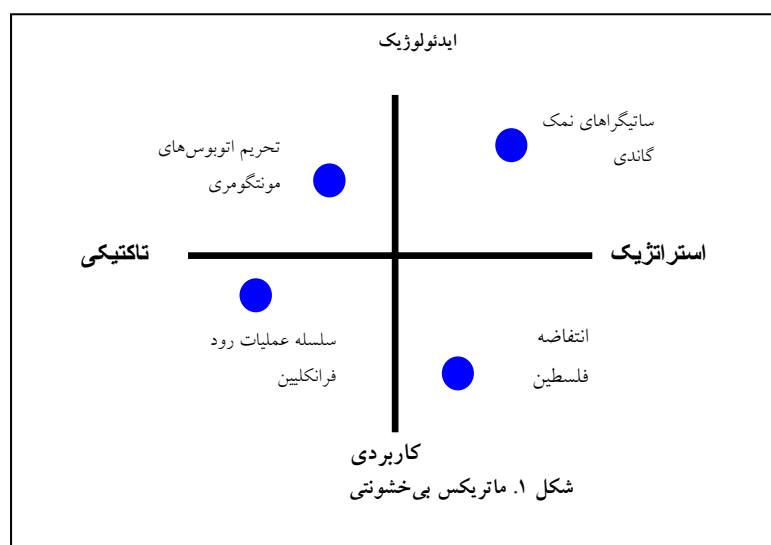 ایدئولوژیک
ساتیگراهای نمک
گاندی
تحریم اتوبوس‌های
مونتگومری
استراتژیک
تاکتیکی
انتفاضه
فلسطین
سلسله عملیات رود
فرانکلیین
کاربردی
شکل ۱. ماتریکس بی‌خشونتی